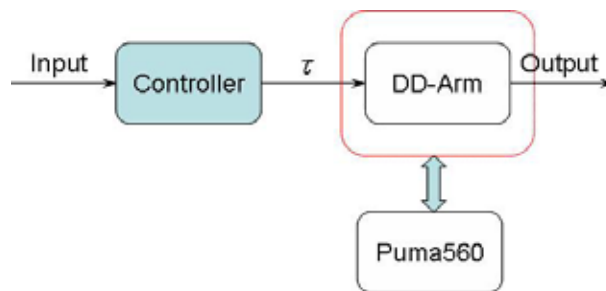 Input
Controller
τ
DD-Arm
Output
Puma560